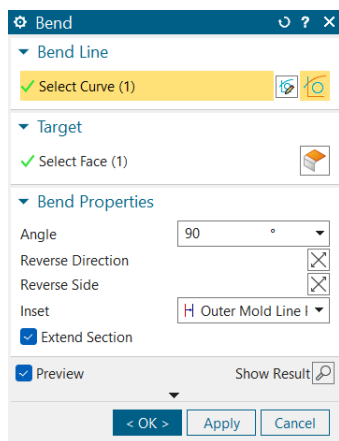 Bend
Bend Line
Select Curve (1)
Target
Select Face (1)
Bend Properties
Angle 90 °
Reverse Direction
Reverse Side
Inset Outer Mold Line
Extend Section
Preview Show Result
< OK > Apply Cancel